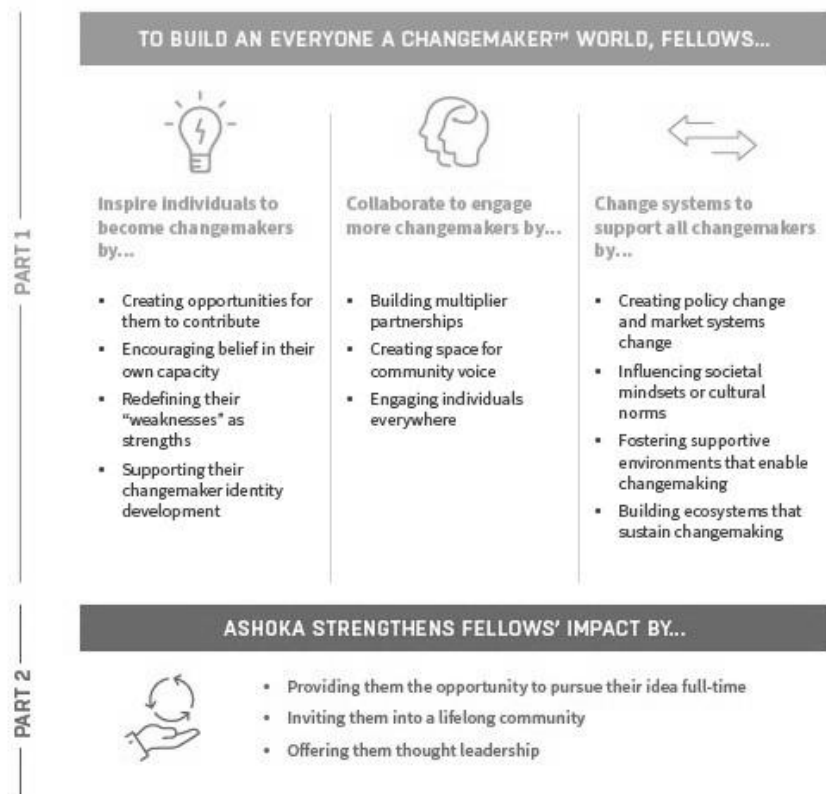 PART 1
TO BUILD AN EVERYONE A CHANGEMAKER™ WORLD, FELLOWS...
Inspire individuals to
become changemakers
by...
▪ Creating opportunities for
them to contribute
▪ Encouraging belief in their
own capacity
▪ Redefining their
“weaknesses” as
strengths
▪ Supporting their
changemaker identity
development
Collaborate to engage
more changemakers by...
▪ Building multiplier
partnerships
▪ Creating space for
community voice
▪ Engaging individuals
everywhere
Change systems to
support all changemakers
by...
▪ Creating policy change
and market systems
change
▪ Influencing societal
mindsets or cultural
norms
▪ Fostering supportive
environments that enable
changemaking
▪ Building ecosystems that
sustain changemaking
PART 2
ASHOKA STRENGTHENS FELLOWS’ IMPACT BY...
▪ Providing them the opportunity to pursue their idea full-time
▪ Inviting them into a lifelong community
▪ Offering them thought leadership